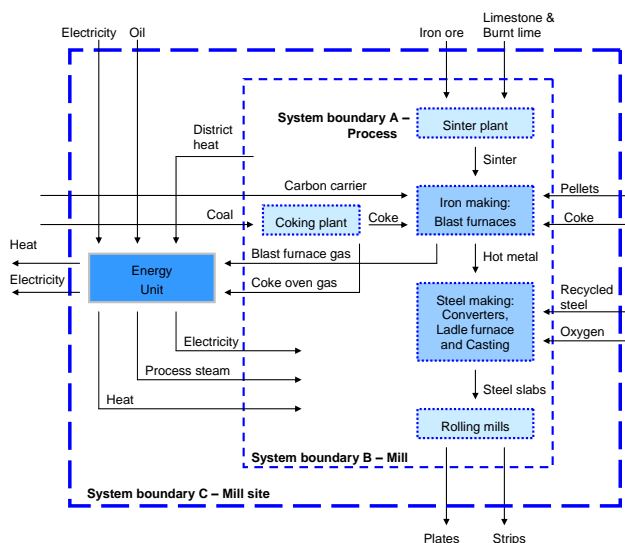 Electricity
Oil
Iron ore
Limestone &
Burnt lime
System boundary A –
Process
Sinter plant
District
heat
Sinter
Carbon carrier
Iron making:
Blast furnaces
Pellets
Coal
Coking plant
Coke
Coke
Heat
Blast furnace gas
Hot metal
Energy
Unit
Electricity
Coke oven gas
Steel making:
Converters,
Ladle furnace
and Casting
Recycled
steel
Oxygen
Electricity
Process steam
Heat
Steel slabs
Rolling mills
System boundary B – Mill
System boundary C – Mill site
Plates
Strips